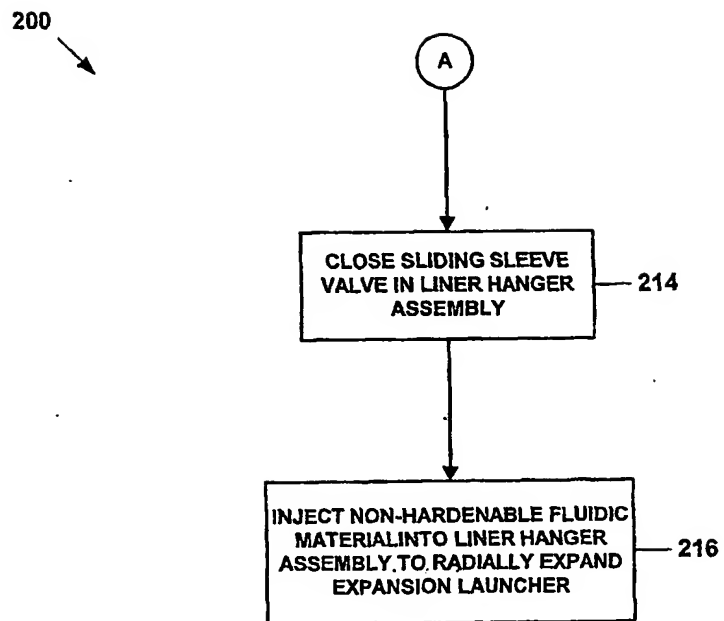 200
A
CLOSE SLIDING SLEEVE
VALVE IN LINER HANGER
ASSEMBLY
214
INJECT NON-HARDENABLE FLUIDIC
MATERIALINTO LINER HANGER
ASSEMBLY.TO RADIALLY EXPAND
EXPANSION LAUNCHER
216